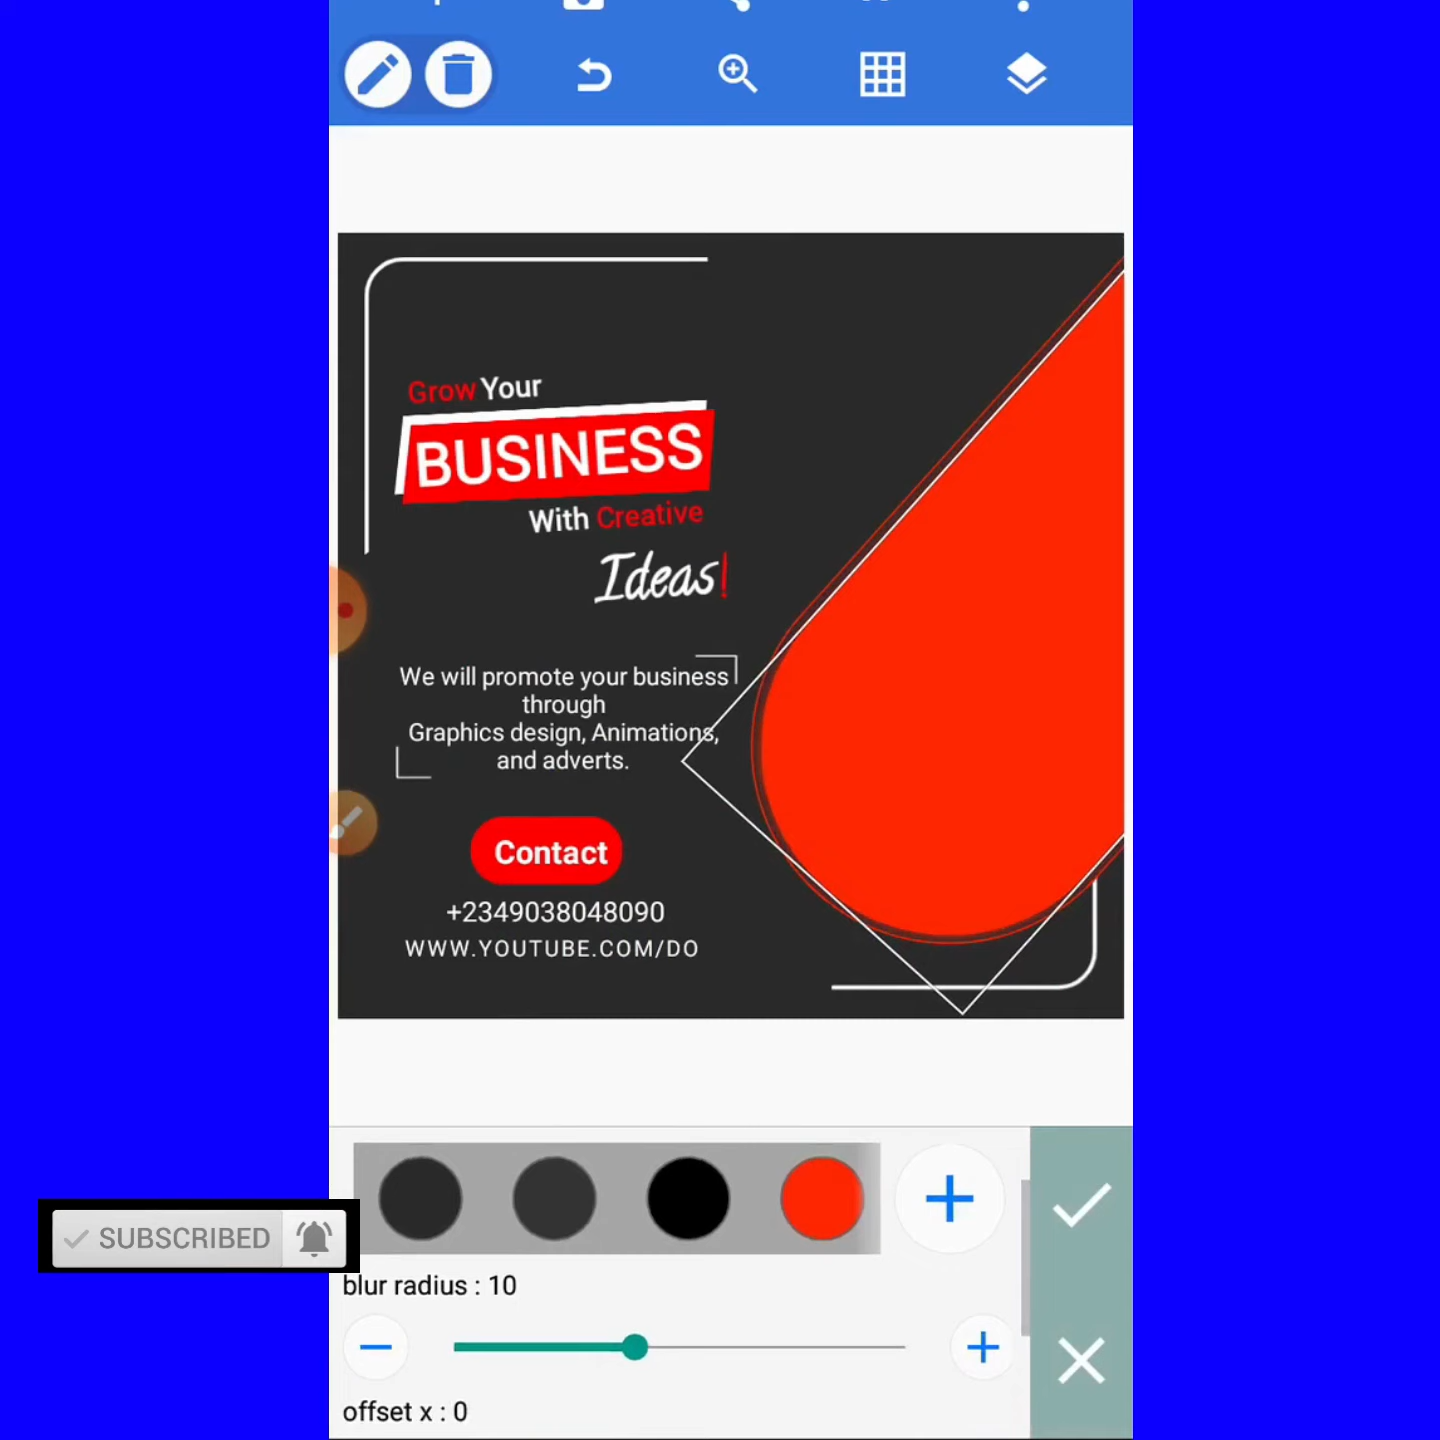 Grow Your
BUSINESS
With Creative
Ideas!
We will promote your business
through
Graphics design, Animations,
and adverts.
Contact
+2349038048090
WWW.YOUTUBE.COM/DO
SUBSCRIBED
blur radius : 10
offset x : 0